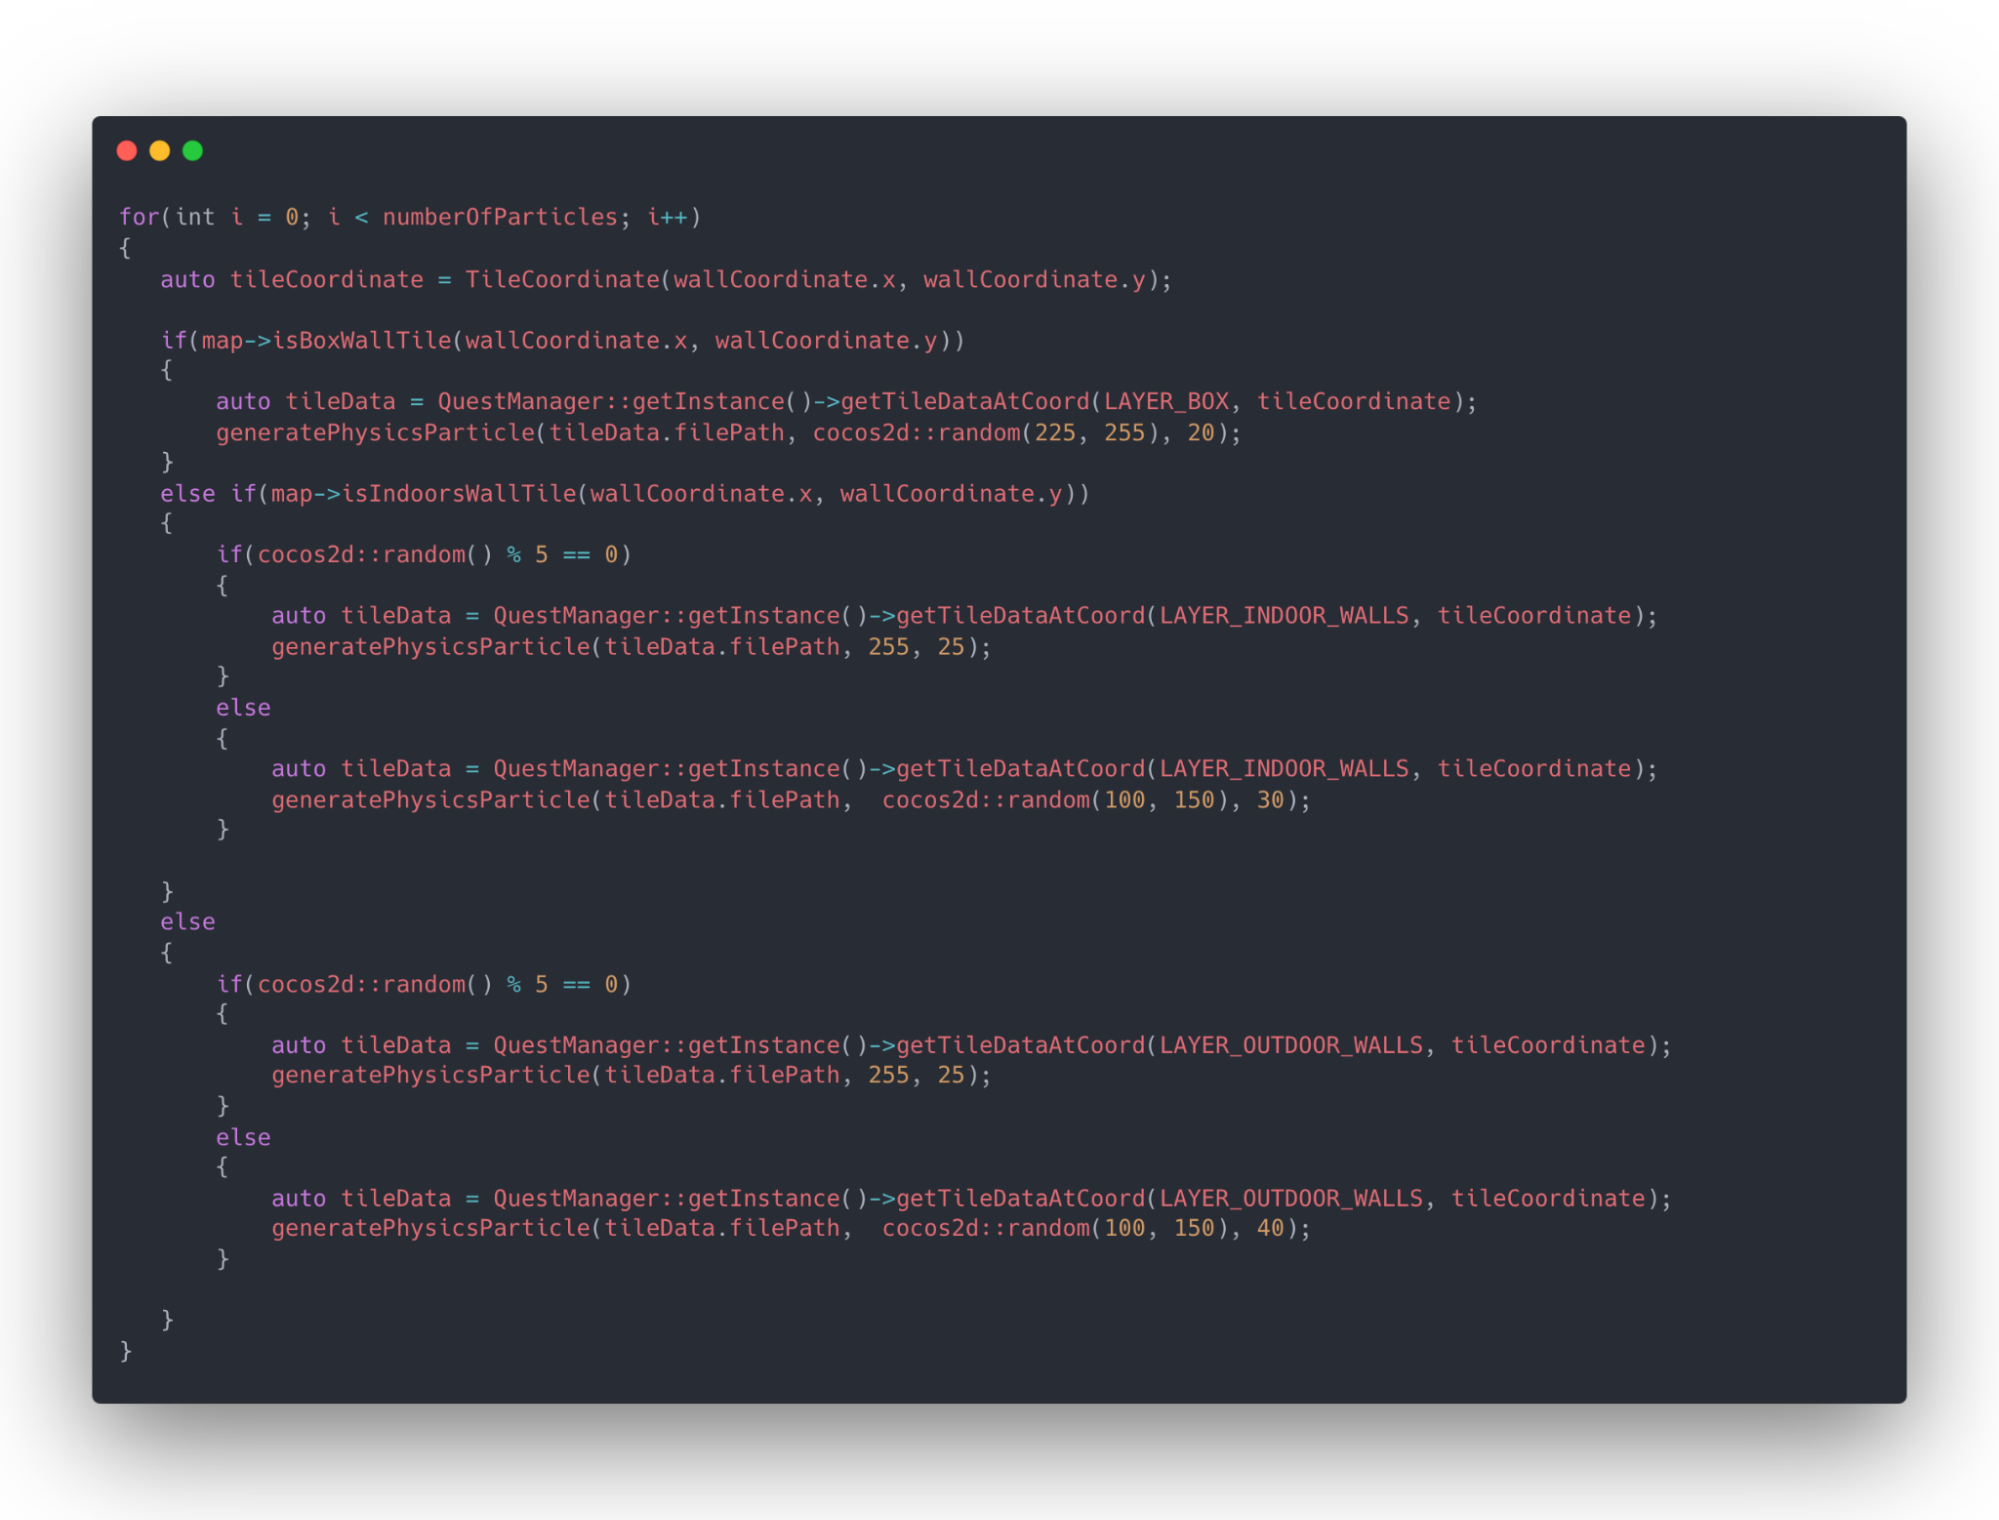 for(int i = 0; i < numberOfParticles; i++)
{
   auto tileCoordinate = TileCoordinate(wallCoordinate.x, wallCoordinate.y);

   if(map->isBoxWallTile(wallCoordinate.x, wallCoordinate.y))
   {
       auto tileData = QuestManager::getInstance()->getTileDataAtCoord(LAYER_BOX, tileCoordinate);
       generatePhysicsParticle(tileData.filePath, cocos2d::random(225, 255), 20);
   }
   else if(map->isIndoorsWallTile(wallCoordinate.x, wallCoordinate.y))
   {
       if(cocos2d::random() % 5 == 0)
       {
           auto tileData = QuestManager::getInstance()->getTileDataAtCoord(LAYER_INDOOR_WALLS, tileCoordinate);
           generatePhysicsParticle(tileData.filePath, 255, 25);
       }
       else
       {
           auto tileData = QuestManager::getInstance()->getTileDataAtCoord(LAYER_INDOOR_WALLS, tileCoordinate);
           generatePhysicsParticle(tileData.filePath,  cocos2d::random(100, 150), 30);
       }

   }
   else
   {
       if(cocos2d::random() % 5 == 0)
       {
           auto tileData = QuestManager::getInstance()->getTileDataAtCoord(LAYER_OUTDOOR_WALLS, tileCoordinate);
           generatePhysicsParticle(tileData.filePath, 255, 25);
       }
       else
       {
           auto tileData = QuestManager::getInstance()->getTileDataAtCoord(LAYER_OUTDOOR_WALLS, tileCoordinate);
           generatePhysicsParticle(tileData.filePath,  cocos2d::random(100, 150), 40);
       }

   }
}